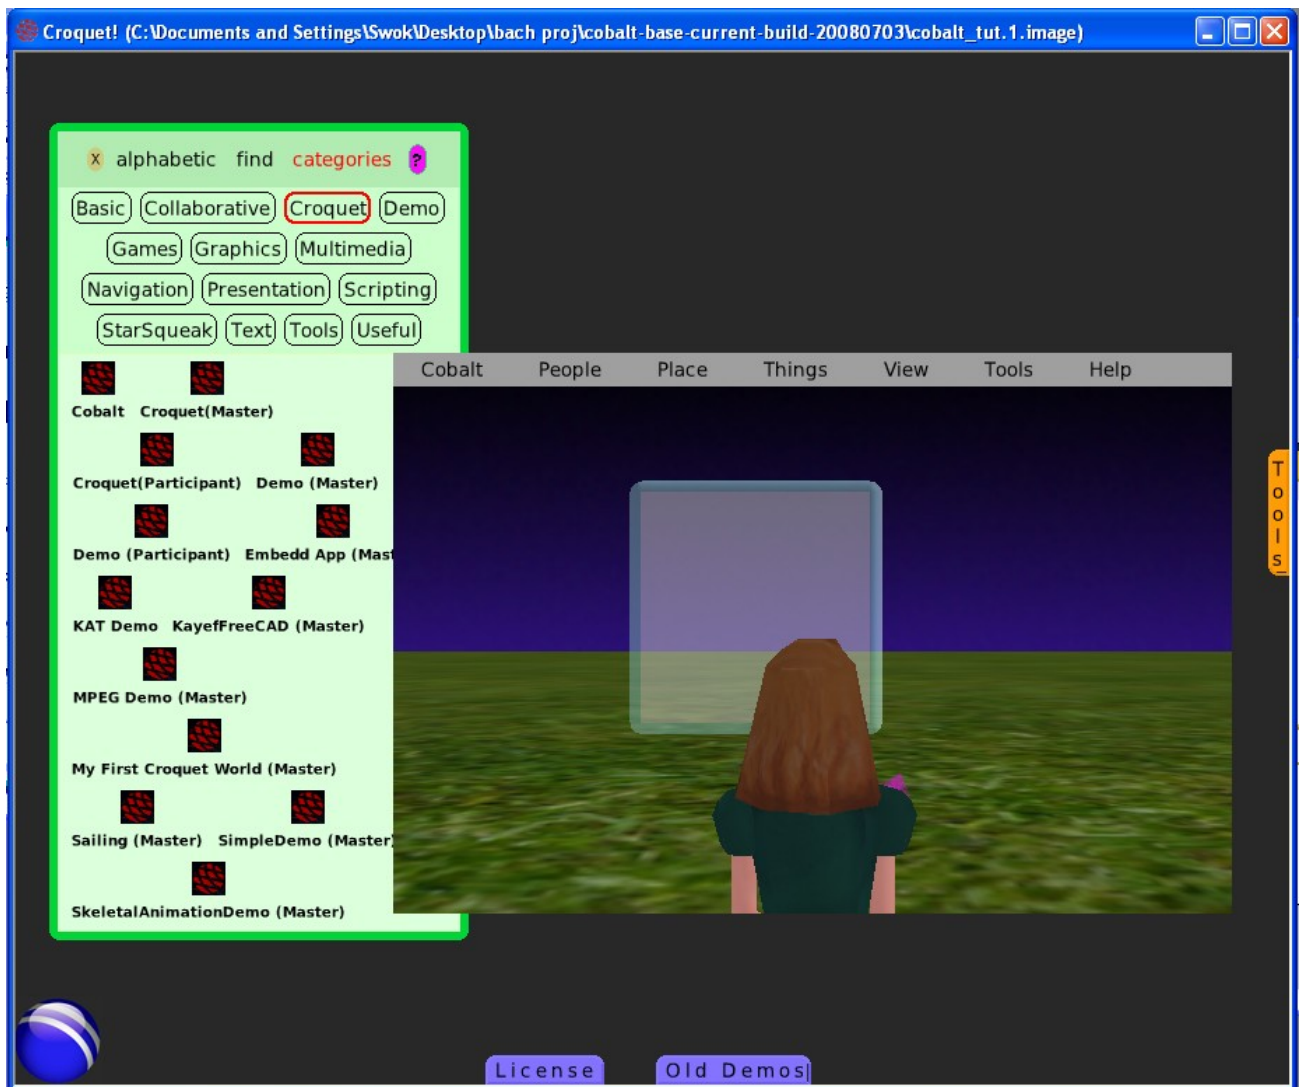 Croquet! (C:\Documents and Settings\Swok\Desktop\bach proj\cobalt-base-current-build-20080703\cobalt_tut.1.image)
X alphabetic find categories ?
Basic Collaborative Croquet Demo
Games Graphics Multimedia
Navigation Presentation Scripting
StarSqueak Text Tools Useful
Cobalt Croquet(Master)
Croquet(Participant) Demo (Master)
Demo (Participant) Embedd App (Mast
KAT Demo KayefFreeCAD (Master)
MPEG Demo (Master)
My First Croquet World (Master)
Sailing (Master) SimpleDemo (Master)
SkeletalAnimationDemo (Master)
Cobalt People Place Things View Tools Help
Tools
License Old Demos